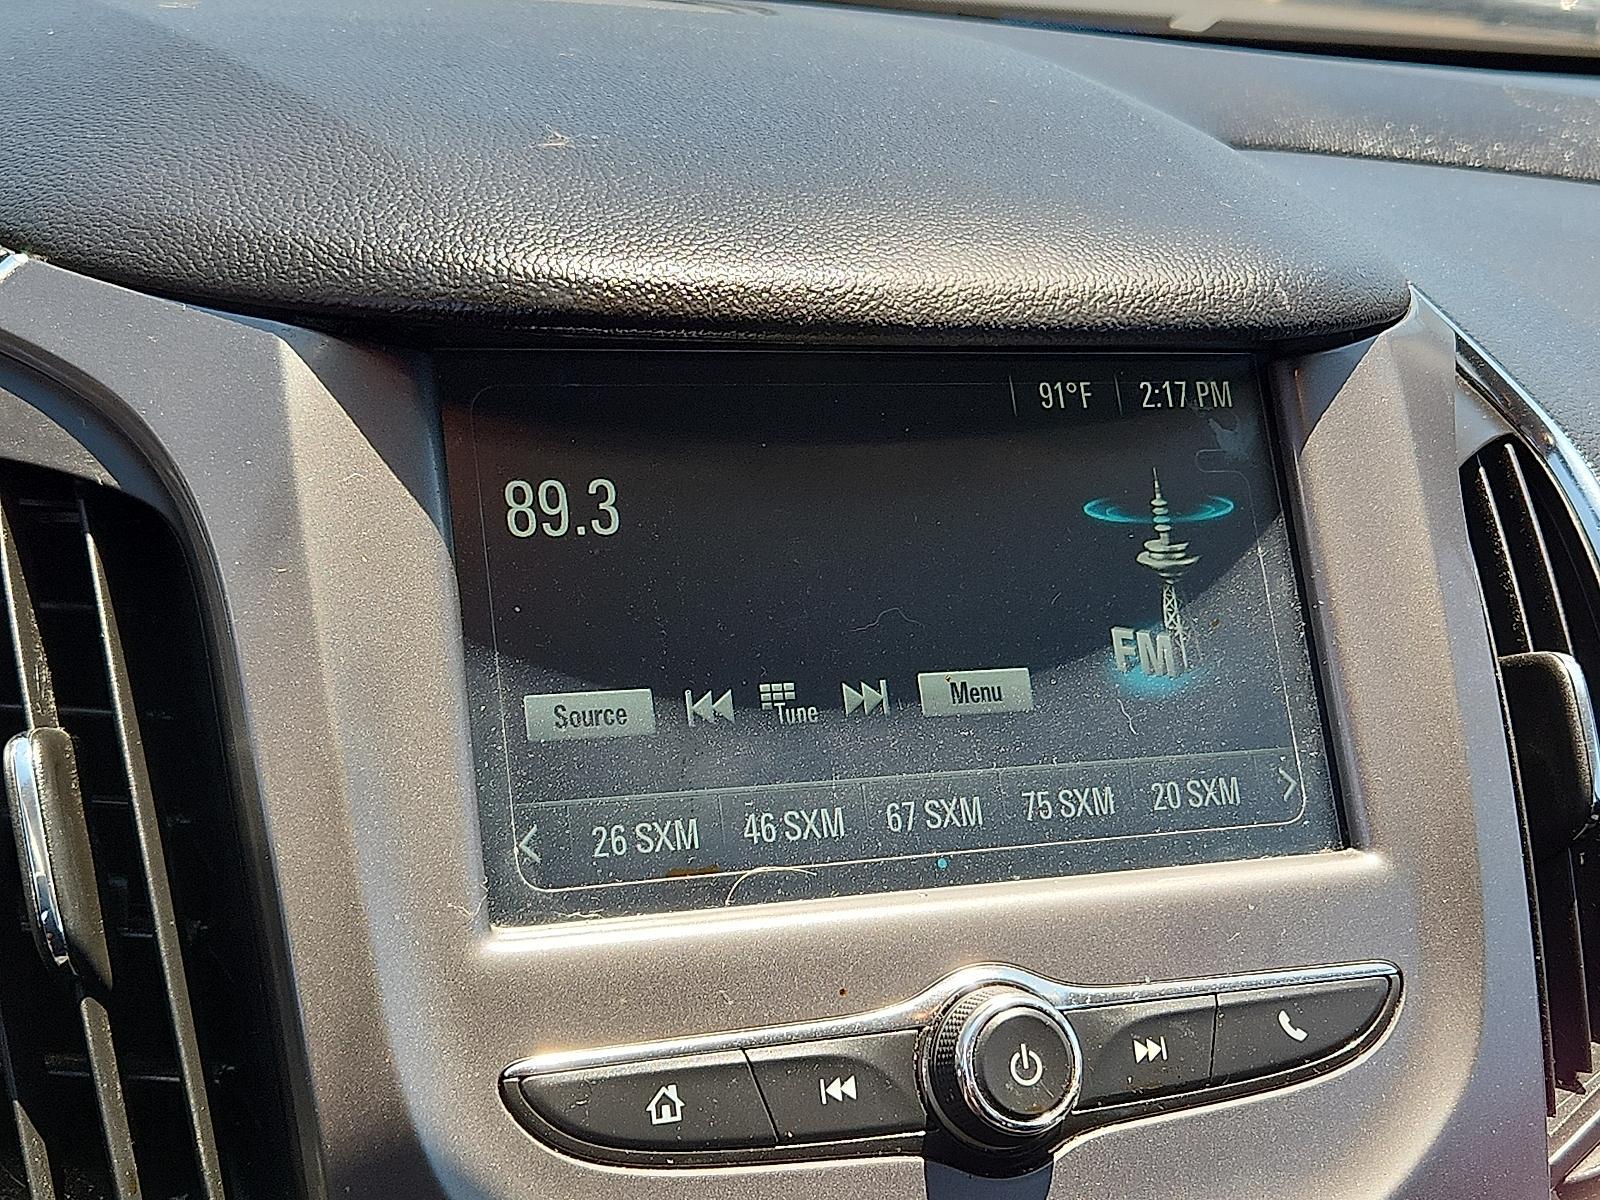 91°F 2:17 PM
89.3
FM
Source Tune Menu
26 SXM 46 SXM 67 SXM 75 SXM 20 SXM